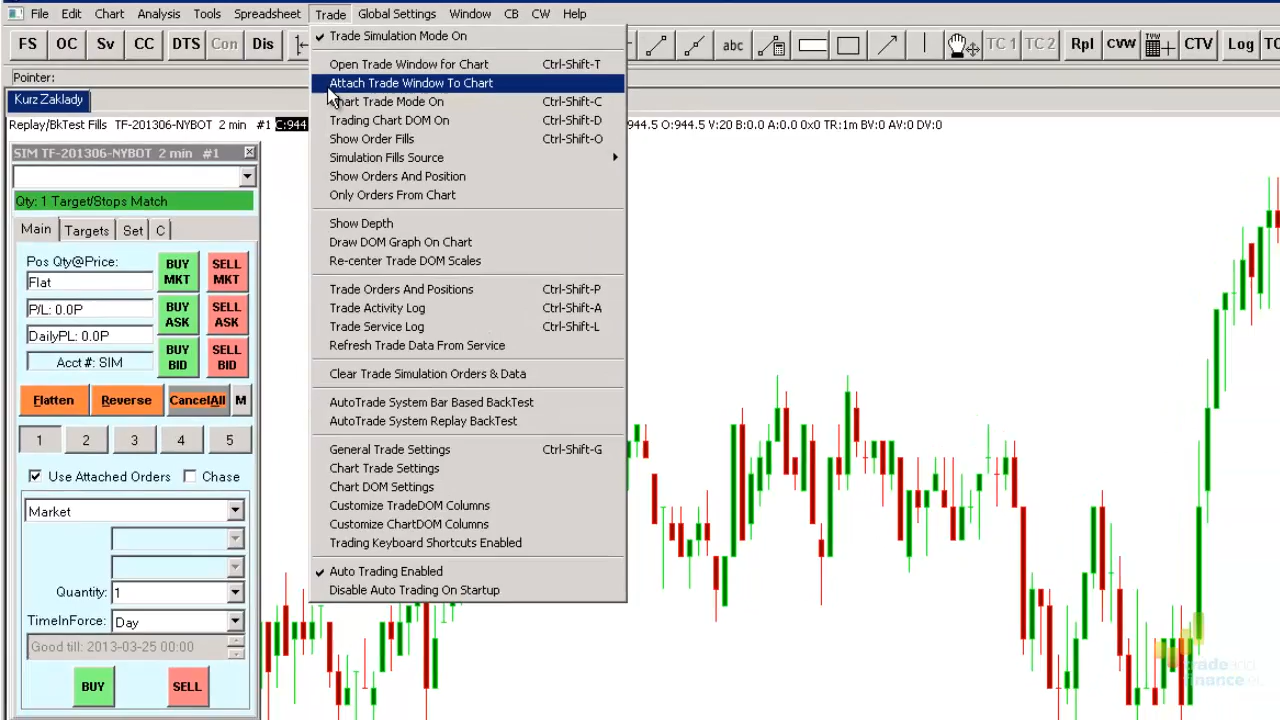 File Edit Chart Analysis Tools Spreadsheet Trade Global Settings Window CB CW Help
FS OC Sv CC DTS Con Dis abc TC 1 TC 2 Rpl CVW CTV Log Tr
Pointer:
Kurz Zaklady
Replay/BkTest Fills TF-201306-NYBOT 2 min #1 C:944 944.5 O:944.5 V:20 B:0.0 A:0.0 0x0 TR:1m BV:0 AV:0 DV:0
SIM TF-201306-NYBOT 2 min #1
Qty: 1 Target/Stops Match
Main Targets Set C
Pos Qty@Price:
Flat
P/L: 0.0P
DailyPL: 0.0P
Acct #: SIM
BUY MKT
SELL MKT
BUY ASK
SELL ASK
BUY BID
SELL BID
Flatten Reverse CancelAll M
1 2 3 4 5
Use Attached Orders Chase
Market
Quantity: 1
TimeInForce: Day
Good till: 2013-03-25 00:00
BUY SELL
Trade Simulation Mode On
Open Trade Window for Chart Ctrl-Shift-T
Attach Trade Window To Chart
hart Trade Mode On Ctrl-Shift-C
Trading Chart DOM On Ctrl-Shift-D
Show Order Fills Ctrl-Shift-O
Simulation Fills Source
Show Orders And Position
Only Orders From Chart
Show Depth
Draw DOM Graph On Chart
Re-center Trade DOM Scales
Trade Orders And Positions Ctrl-Shift-P
Trade Activity Log Ctrl-Shift-A
Trade Service Log Ctrl-Shift-L
Refresh Trade Data From Service
Clear Trade Simulation Orders & Data
AutoTrade System Bar Based BackTest
AutoTrade System Replay BackTest
General Trade Settings Ctrl-Shift-G
Chart Trade Settings
Chart DOM Settings
Customize TradeDOM Columns
Customize ChartDOM Columns
Trading Keyboard Shortcuts Enabled
Auto Trading Enabled
Disable Auto Trading On Startup
trade and
finance